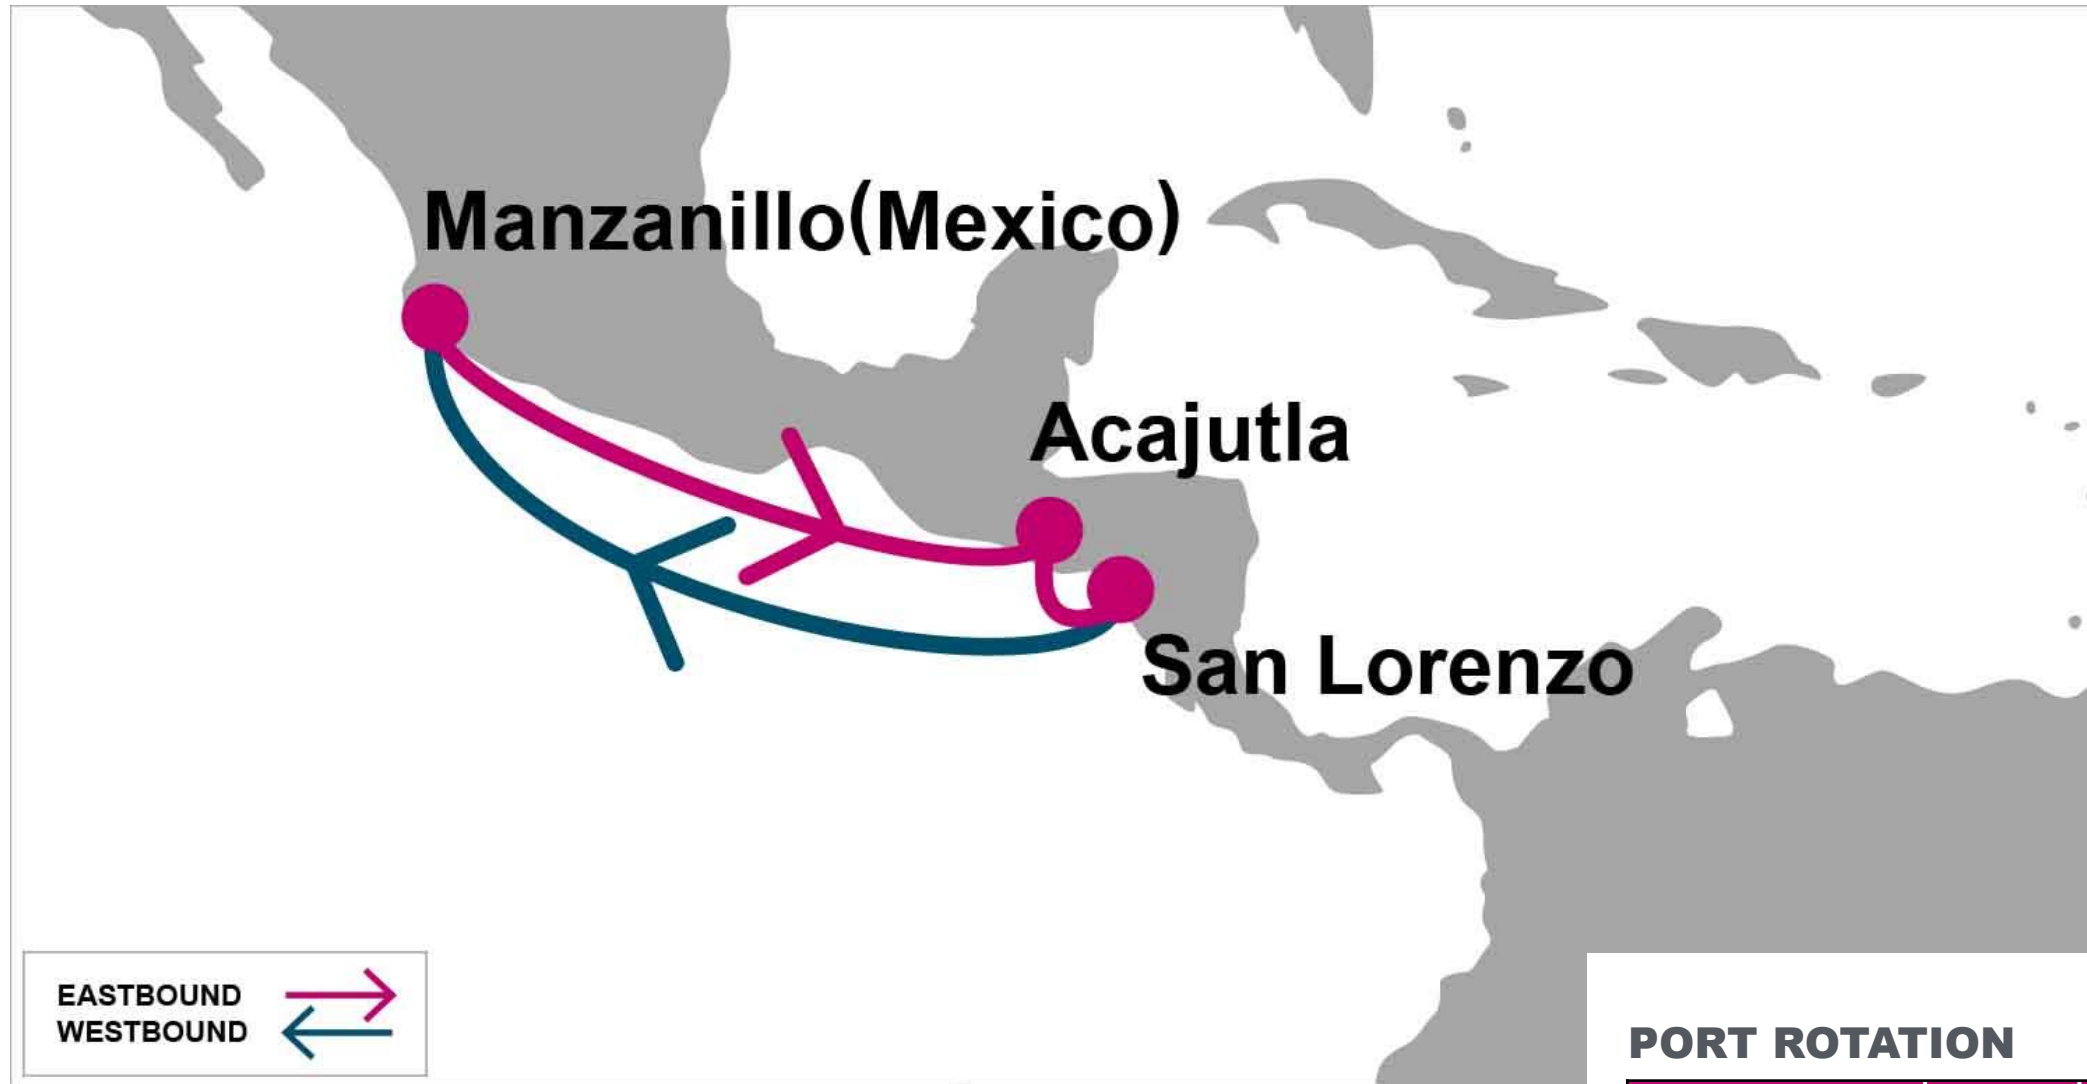 Manzanillo(Mexico)
Acajutla
San Lorenzo
EASTBOUND
WESTBOUND
PORT ROTATION